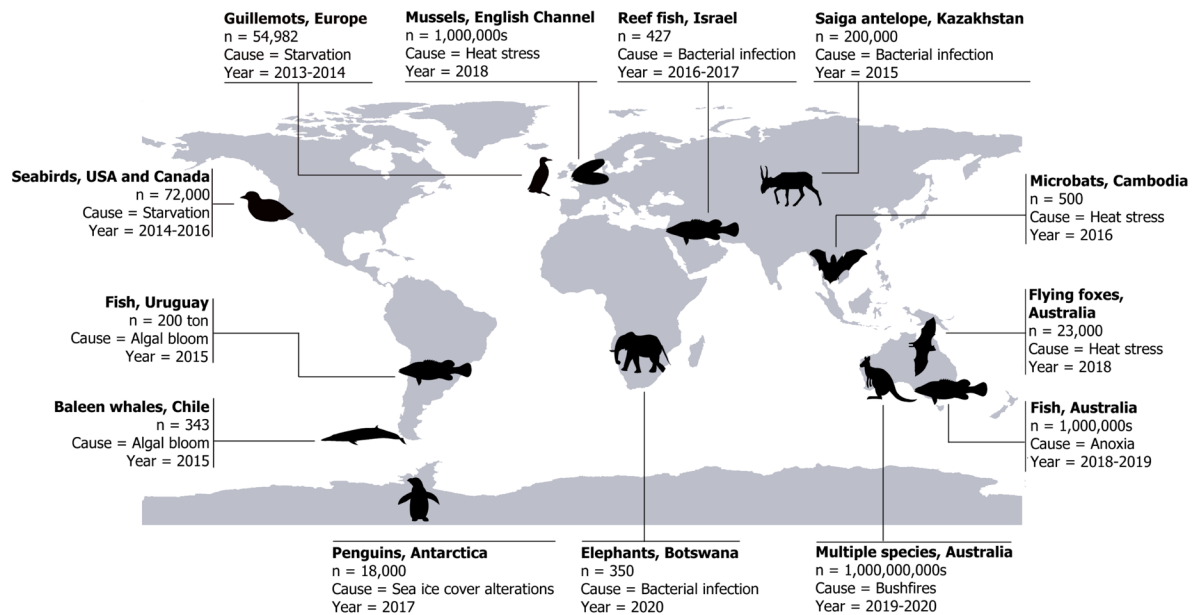 Guillemots, Europe
n = 54,982
Cause = Starvation
Year = 2013-2014
Mussels, English Channel
n = 1,000,000s
Cause = Heat stress
Year = 2018
Reef fish, Israel
n = 427
Cause = Bacterial infection
Year = 2016-2017
Saiga antelope, Kazakhstan
n = 200,000
Cause = Bacterial infection
Year = 2015
Seabirds, USA and Canada
n = 72,000
Cause = Starvation
Year = 2014-2016
Microbats, Cambodia
n = 500
Cause = Heat stress
Year = 2016
Fish, Uruguay
n = 200 ton
Cause = Algal bloom
Year = 2015
Flying foxes,
Australia
n = 23,000
Cause = Heat stress
Year = 2018
Baleen whales, Chile
n = 343
Cause = Algal bloom
Year = 2015
Fish, Australia
n = 1,000,000s
Cause = Anoxia
Year = 2018-2019
Penguins, Antarctica
n = 18,000
Cause = Sea ice cover alterations
Year = 2017
Elephants, Botswana
n = 350
Cause = Bacterial infection
Year = 2020
Multiple species, Australia
n = 1,000,000,000s
Cause = Bushfires
Year = 2019-2020